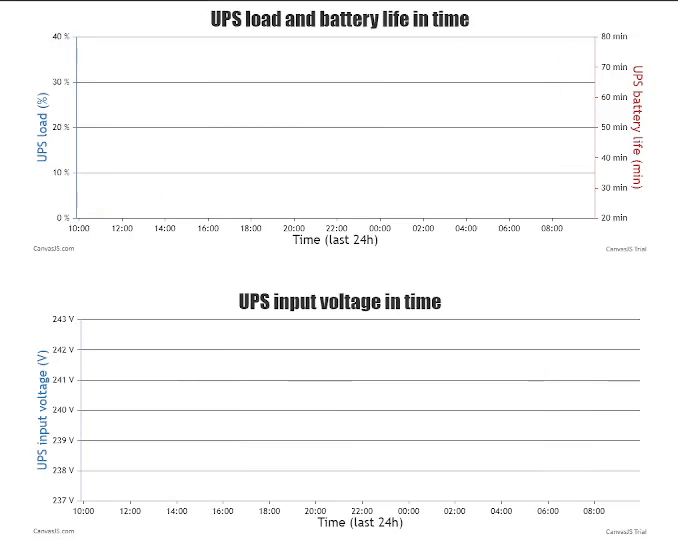 UPS load and battery life in time
40 %
30 %
20 %
10 %
0 %
UPS load (%)
80 min
70 min
60 min
50 min
40 min
30 min
20 min
UPS battery life (min)
10:00 12:00 14:00 16:00 18:00 20:00 22:00 00:00 02:00 04:00 06:00 08:00
Time (last 24h)
CanvasJS.com
CanvasJS Trial
UPS input voltage in time
243 V
242 V
241 V
240 V
239 V
238 V
237 V
UPS input voltage (V)
10:00 12:00 14:00 16:00 18:00 20:00 22:00 00:00 02:00 04:00 06:00 08:00
Time (last 24h)
CanvasJS.com
CanvasJS Trial